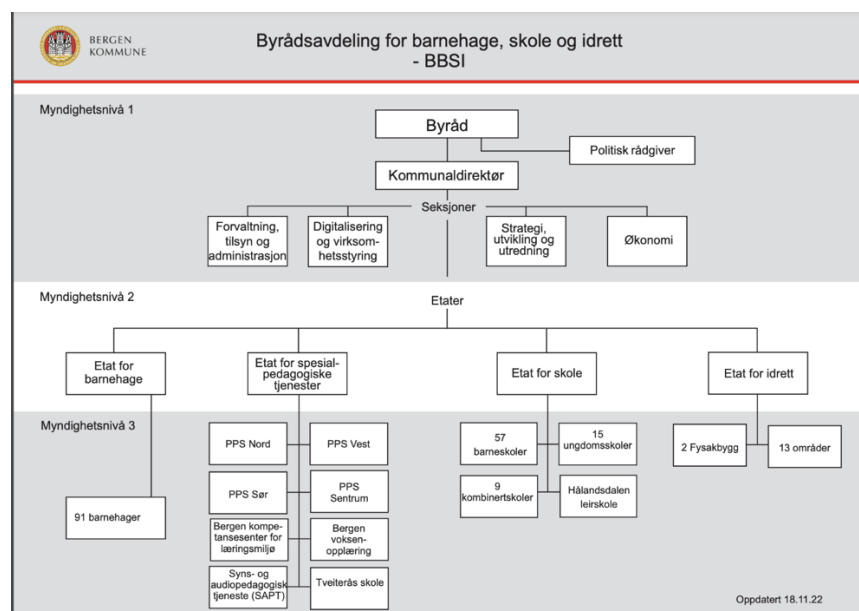 BERGEN
KOMMUNE
Byrådsavdeling for barnehage, skole og idrett
- BBSI
Myndighetsnivå 1
Byråd
Politisk rådgiver
Kommunaldirektør
Seksjoner
Forvaltning,
tilsyn og
administrasjon
Digitalisering
og virksom-
hetsstyring
Strategi,
utvikling og
utredning
Økonomi
Myndighetsnivå 2
Etater
Etat for
barnehage
Etat for spesial-
pedagogiske
tjenester
Etat for skole
Etat for idrett
Myndighetsnivå 3
91 barnehager
PPS Nord
PPS Vest
PPS Sør
PPS
Sentrum
Bergen kompe-
tansesenter for
læringsmiljø
Bergen
voksen-
opplæring
Syns- og
audiopedagogisk
tjeneste (SAPT)
Tveiterås skole
57
barneskoler
15
ungdomsskoler
9
kombinertskoler
Hålandsdalen
leirskole
2 Fysakbygg
13 områder
Oppdatert 18.11.22